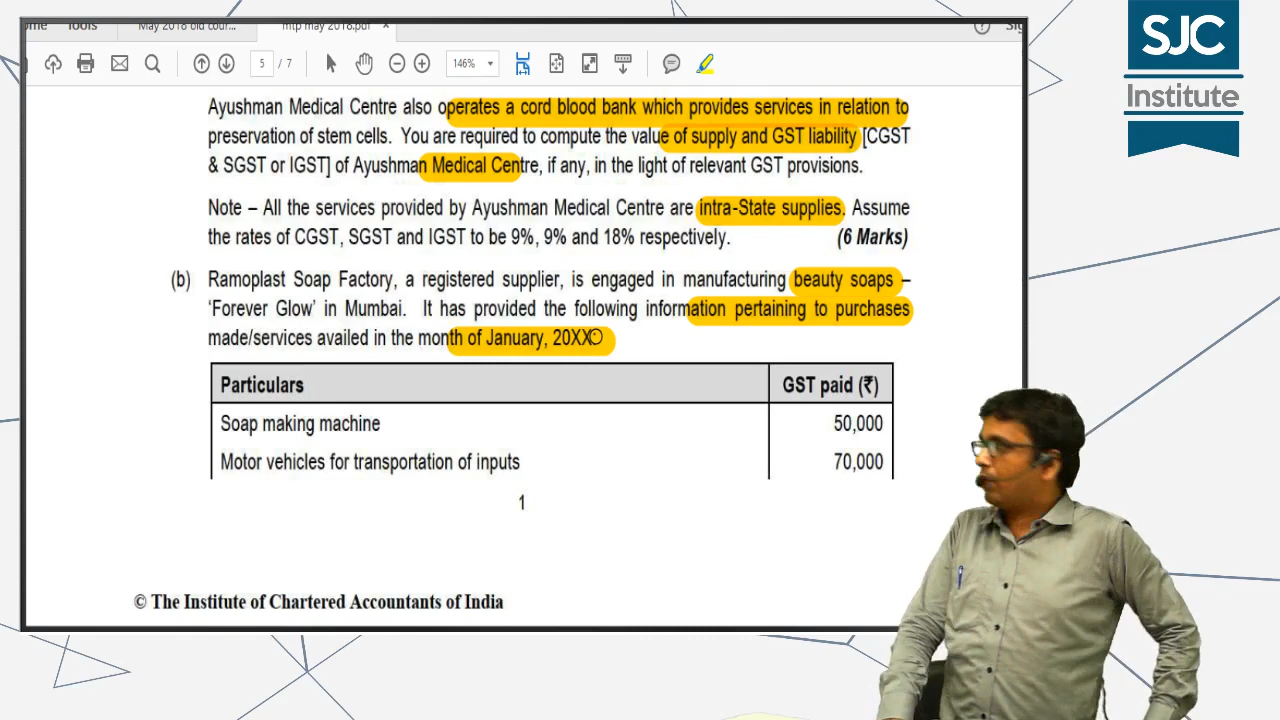 ome Tools May 2018 old cour... mtp may 2018.pdf × ? Sig
5 / 7 146%
SJC
Institute
Ayushman Medical Centre also operates a cord blood bank which provides services in relation to
preservation of stem cells. You are required to compute the value of supply and GST liability [CGST
& SGST or IGST] of Ayushman Medical Centre, if any, in the light of relevant GST provisions.
Note – All the services provided by Ayushman Medical Centre are intra-State supplies. Assume
the rates of CGST, SGST and IGST to be 9%, 9% and 18% respectively. (6 Marks)
(b) Ramoplast Soap Factory, a registered supplier, is engaged in manufacturing beauty soaps –
‘Forever Glow’ in Mumbai. It has provided the following information pertaining to purchases
made/services availed in the month of January, 20XX
Particulars GST paid (₹)
Soap making machine 50,000
Motor vehicles for transportation of inputs 70,000
1
© The Institute of Chartered Accountants of India